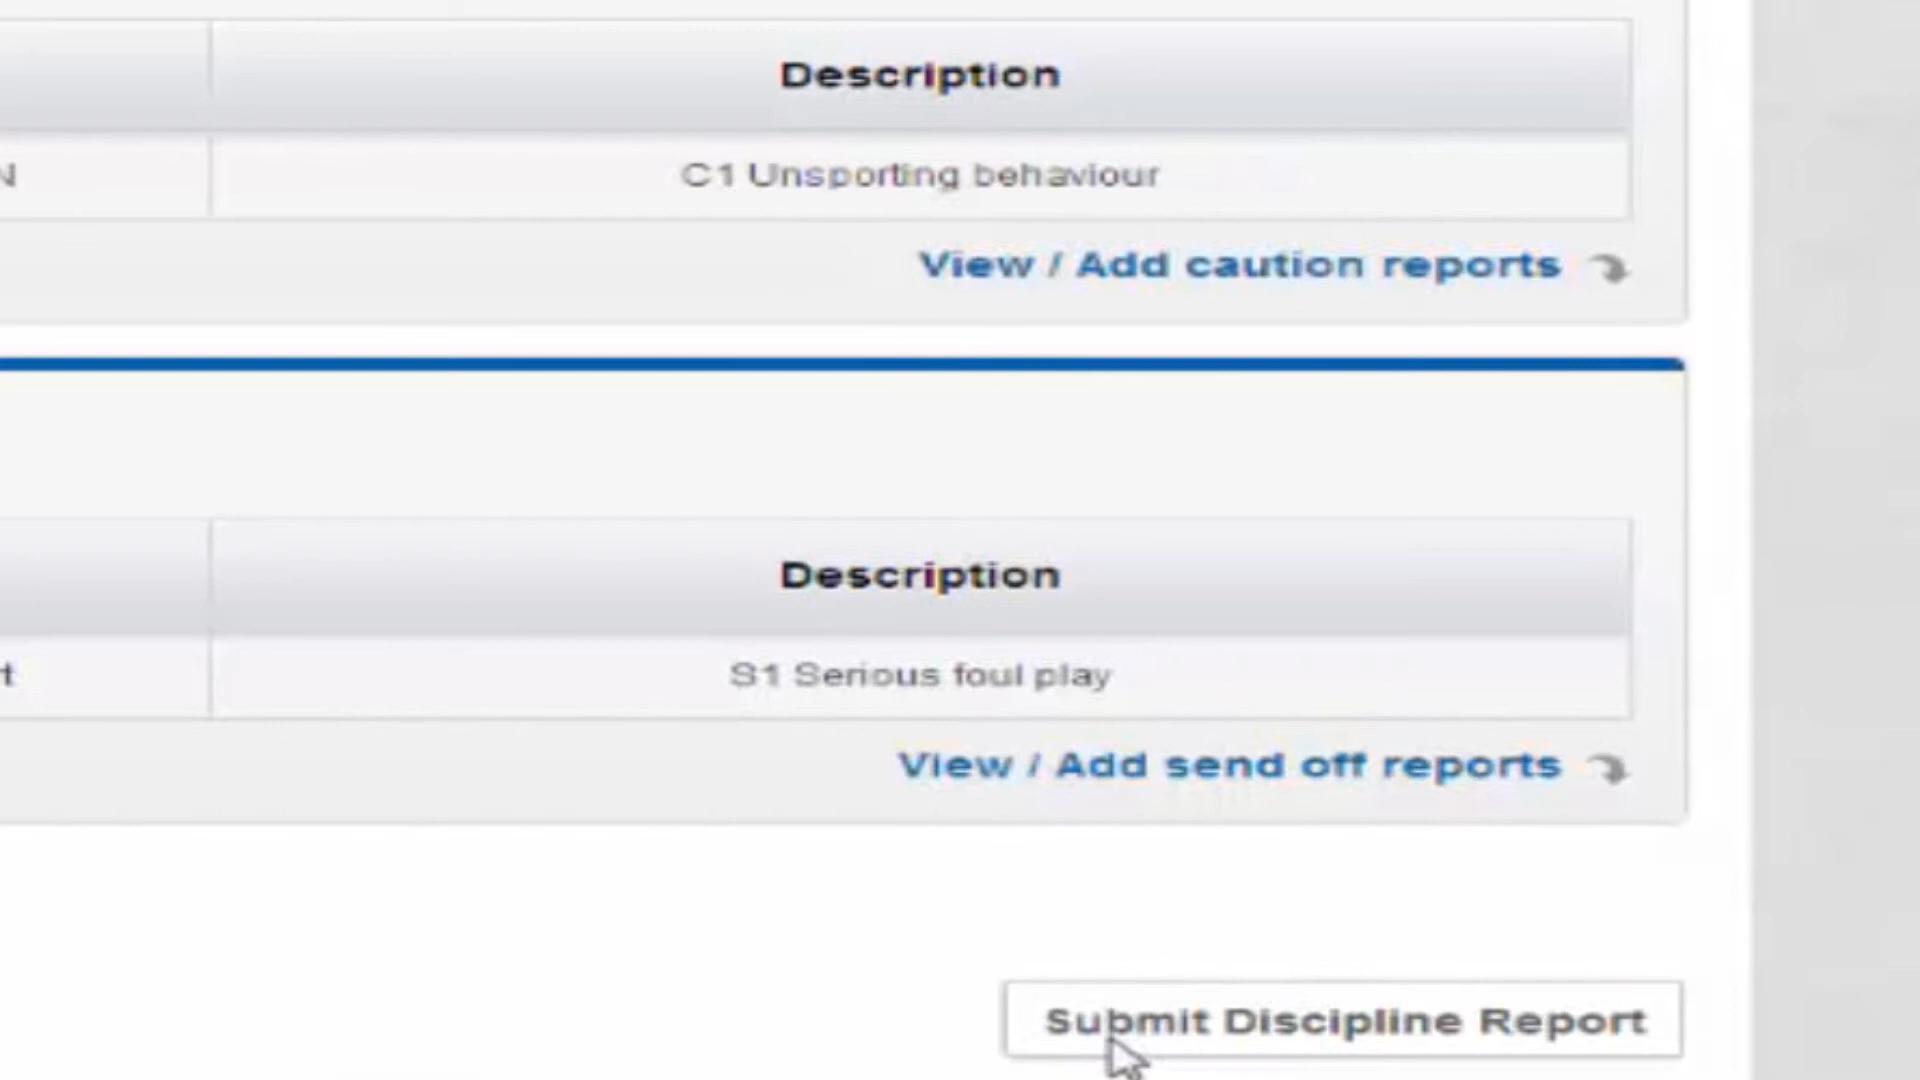 Description
N
C1 Unsporting behaviour
View / Add caution reports
Description
t
S1 Serious foul play
View / Add send off reports
Submit Discipline Report